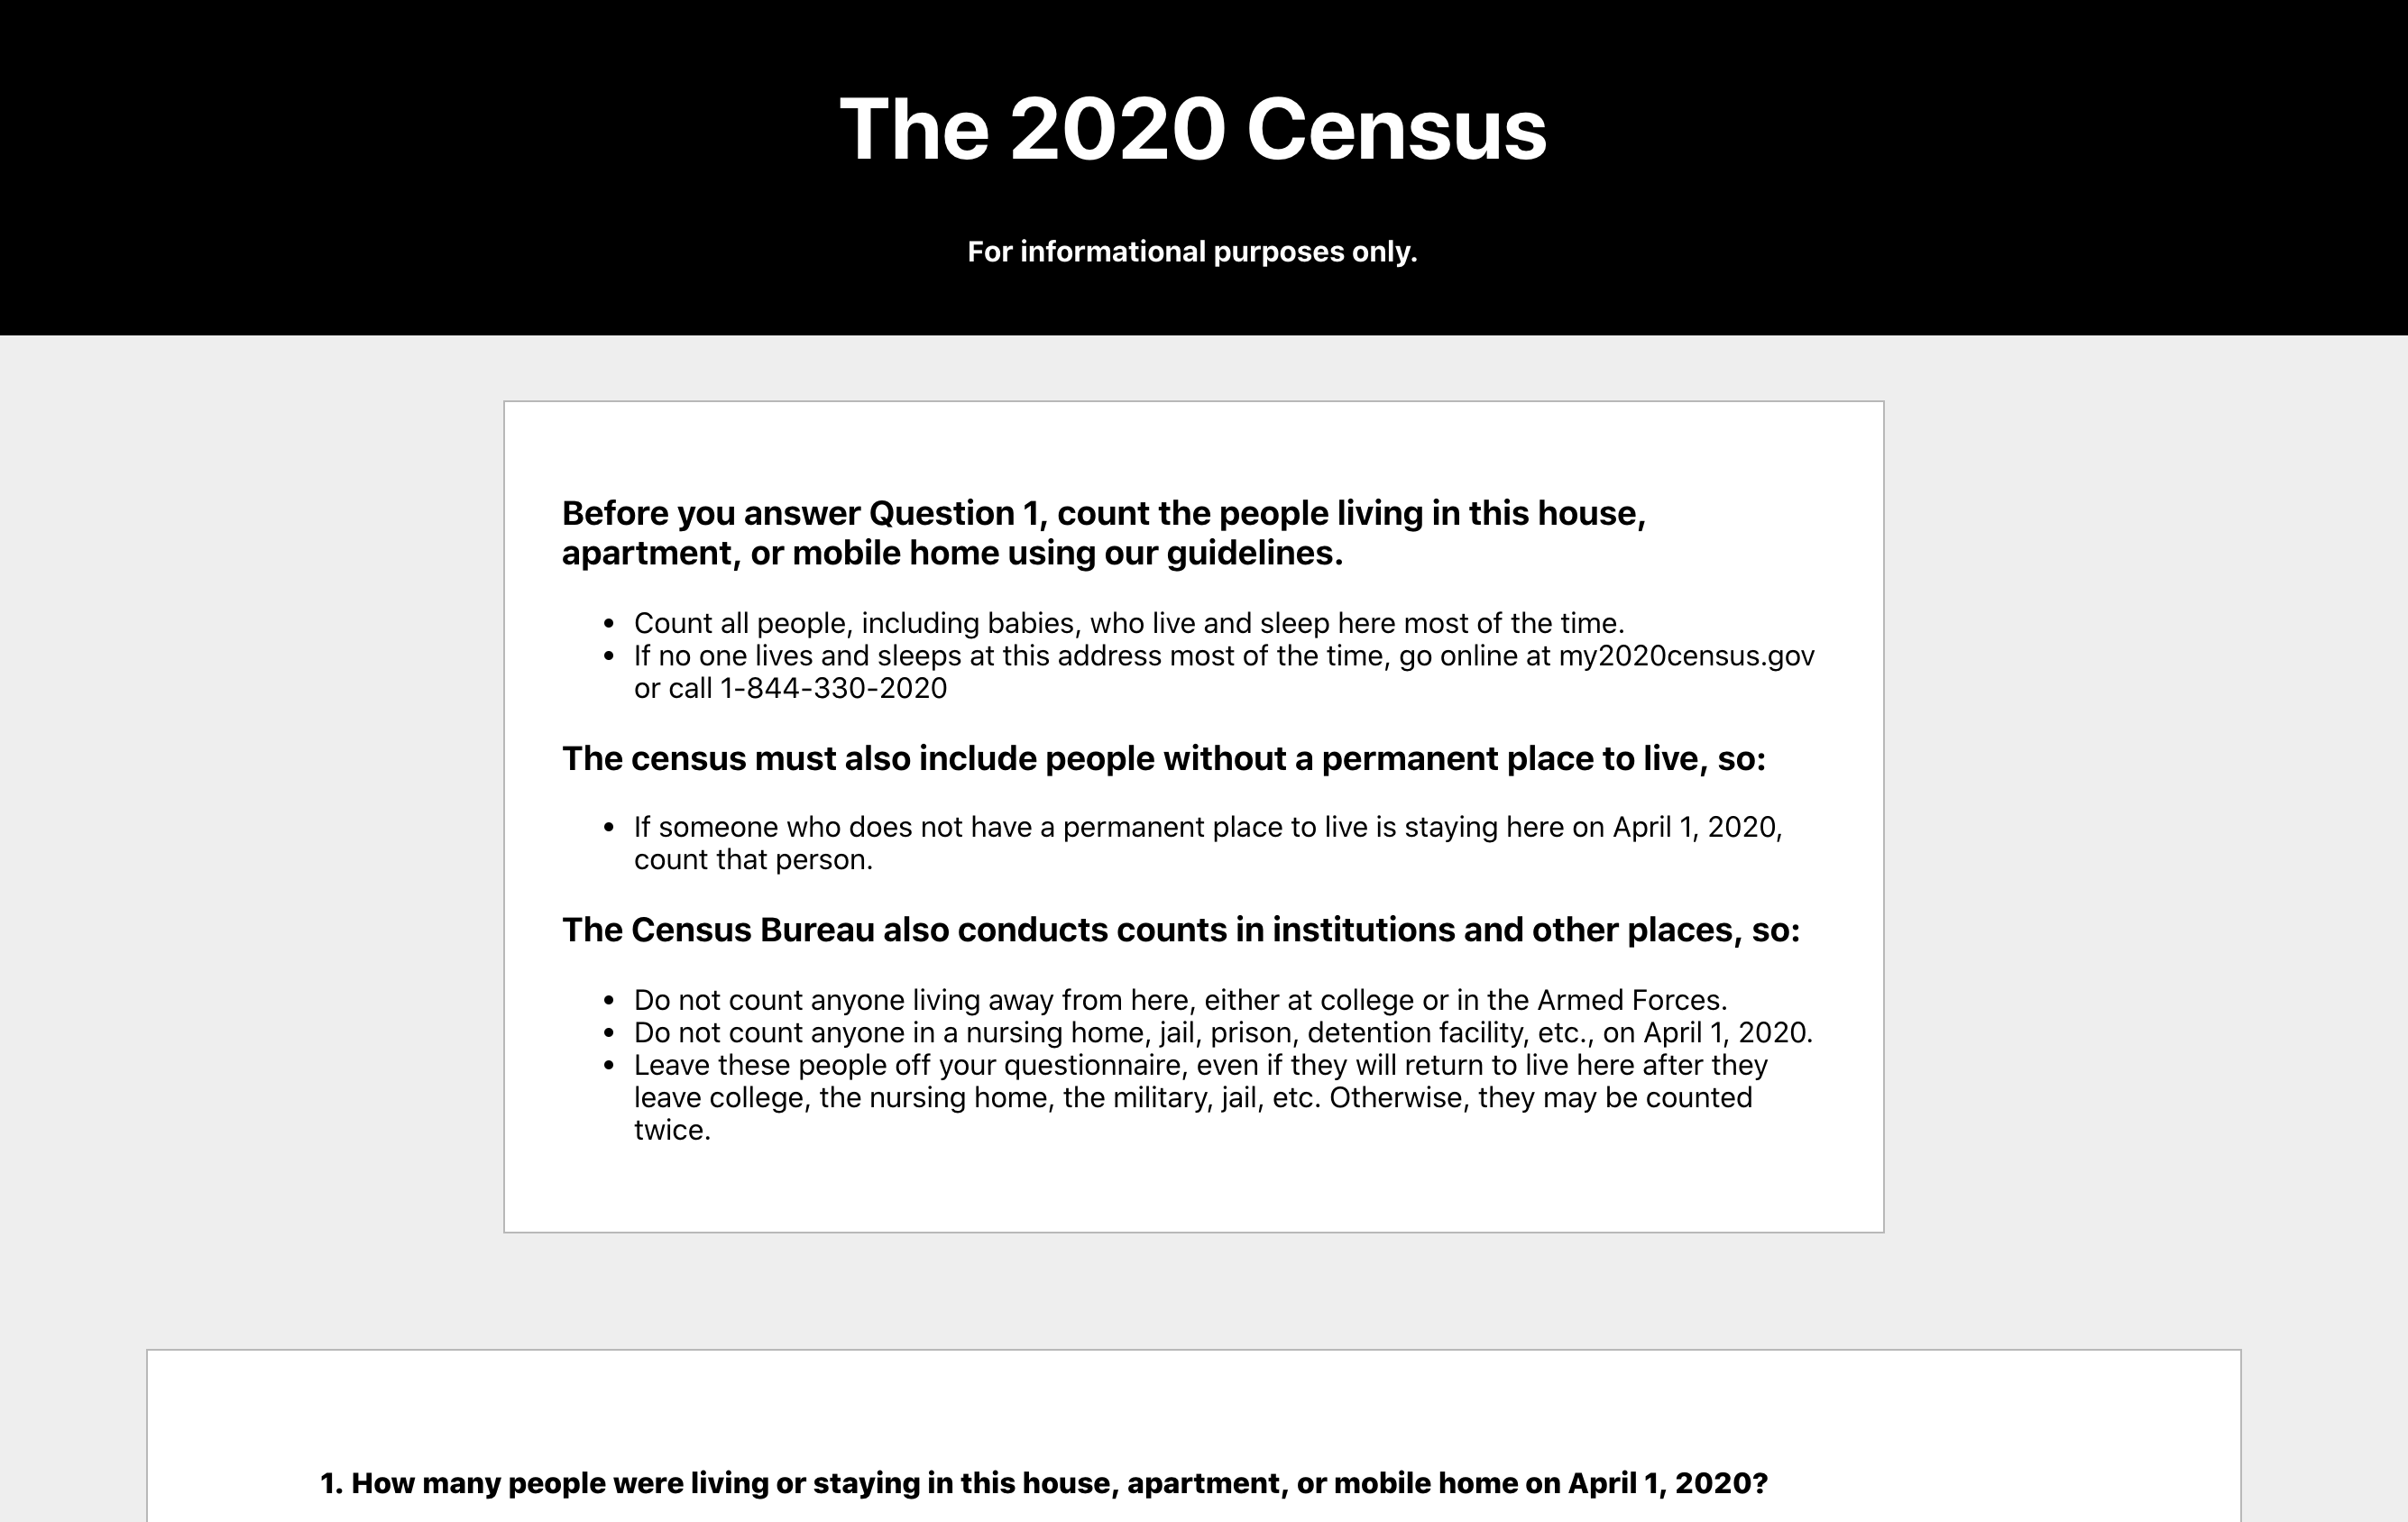 The 2020 Census
For informational purposes only.
Before you answer Question 1, count the people living in this house,
apartment, or mobile home using our guidelines.
• Count all people, including babies, who live and sleep here most of the time.
• If no one lives and sleeps at this address most of the time, go online at my2020census.gov
or call 1-844-330-2020
The census must also include people without a permanent place to live, so:
• If someone who does not have a permanent place to live is staying here on April 1, 2020,
count that person.
The Census Bureau also conducts counts in institutions and other places, so:
• Do not count anyone living away from here, either at college or in the Armed Forces.
• Do not count anyone in a nursing home, jail, prison, detention facility, etc., on April 1, 2020.
• Leave these people off your questionnaire, even if they will return to live here after they
leave college, the nursing home, the military, jail, etc. Otherwise, they may be counted
twice.
1. How many people were living or staying in this house, apartment, or mobile home on April 1, 2020?